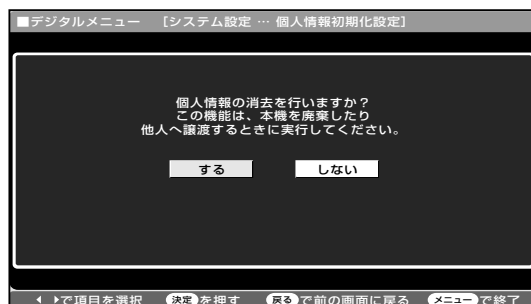 ■デジタルメニュー [システム設定 … 個人情報初期化設定]
個人情報の消去を行いますか？
この機能は、本機を廃棄したり
他人へ譲渡するときに実行してください。
する しない
で項目を選択 決定を押す 戻るで前の画面に戻る メニューで終了